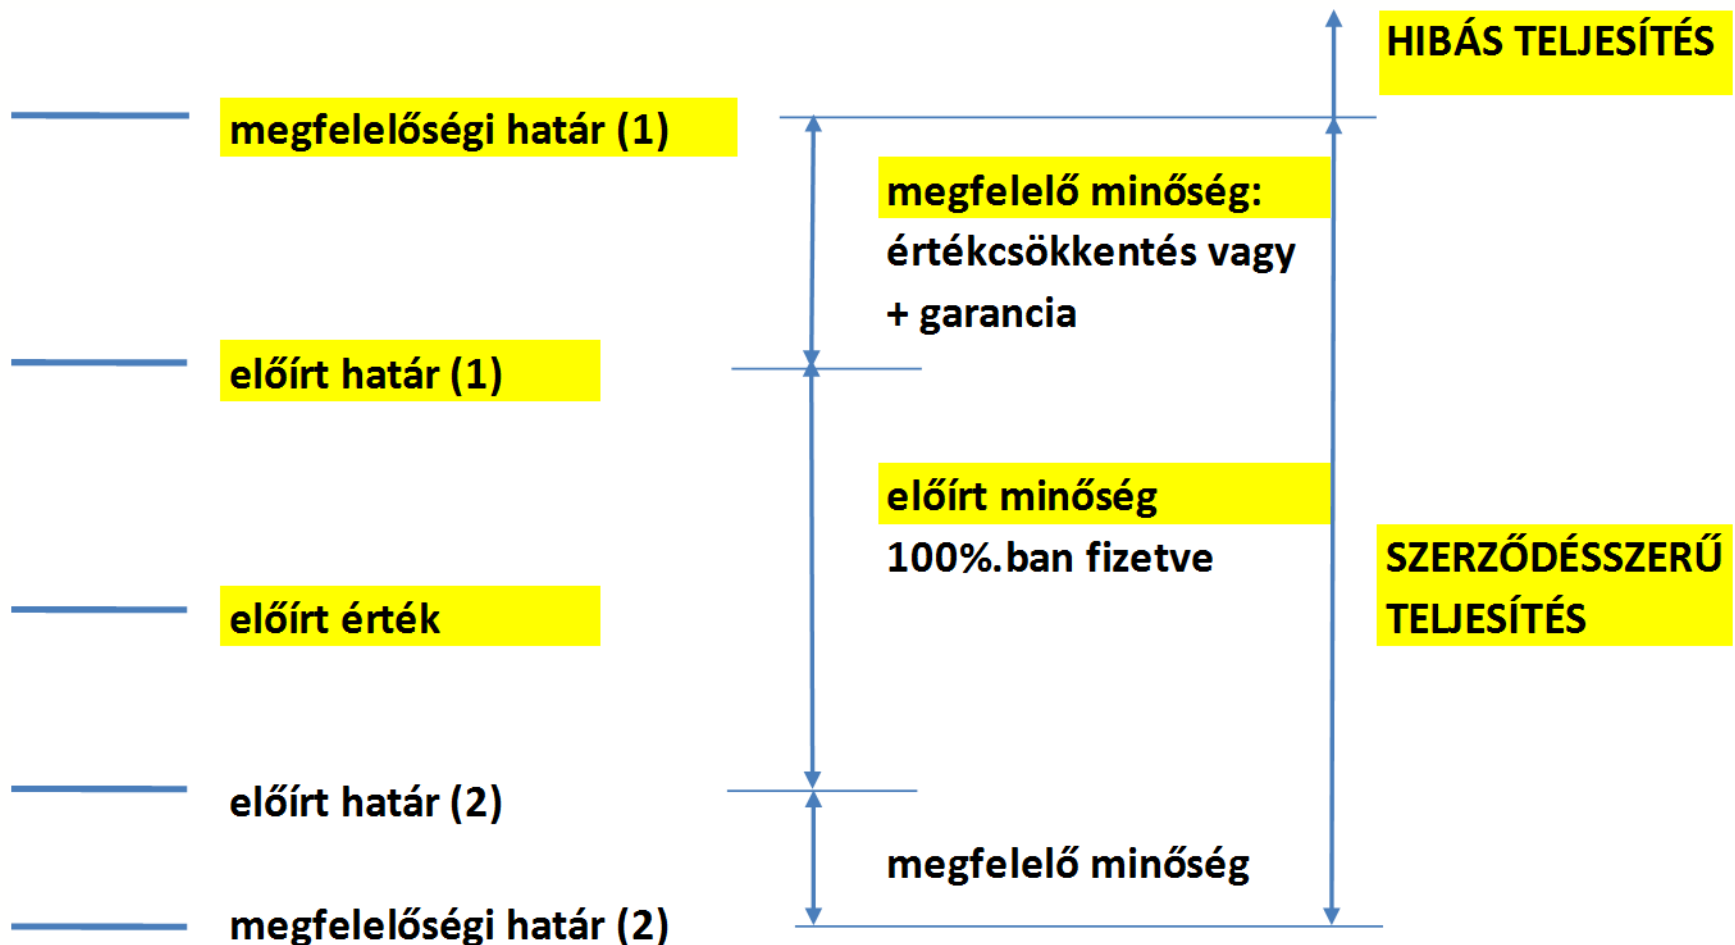 HIBÁS TELJESÍTÉS
megfelelőségi határ (1)
megfelelő minőség:
értékcsökkentés vagy
+ garancia
előírt határ (1)
előírt minőség
100%.ban fizetve
SZERZŐDÉSSZERŰ
TELJESÍTÉS
előírt érték
előírt határ (2)
megfelelő minőség
megfelelőségi határ (2)